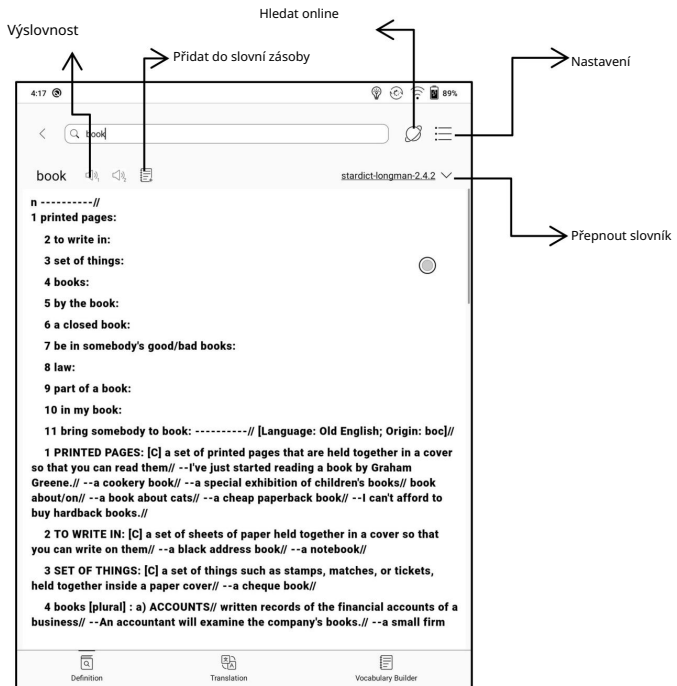 Hledat online
Výslovnost
Přidat do slovní zásoby
Nastavení
4:17
89%
book
book
stardict-longman-2.4.2
Přepnout slovník
n ----------//
1 printed pages:
2 to write in:
3 set of things:
4 books:
5 by the book:
6 a closed book:
7 be in somebody's good/bad books:
8 law:
9 part of a book:
10 in my book:
11 bring somebody to book: ----------// [Language: Old English; Origin: boc]//
1 PRINTED PAGES: [C] a set of printed pages that are held together in a cover
so that you can read them// --I've just started reading a book by Graham
Greene.// --a cookery book// --a special exhibition of children's books// book
about/on// --a book about cats// --a cheap paperback book// --I can't afford to
buy hardback books.//
2 TO WRITE IN: [C] a set of sheets of paper held together in a cover so that
you can write on them// --a black address book// --a notebook//
3 SET OF THINGS: [C] a set of things such as stamps, matches, or tickets,
held together inside a paper cover// --a cheque book//
4 books [plural] : a) ACCOUNTS// written records of the financial accounts of a
business// --An accountant will examine the company's books.// --a small firm
Definition
Translation
Vocabulary Builder